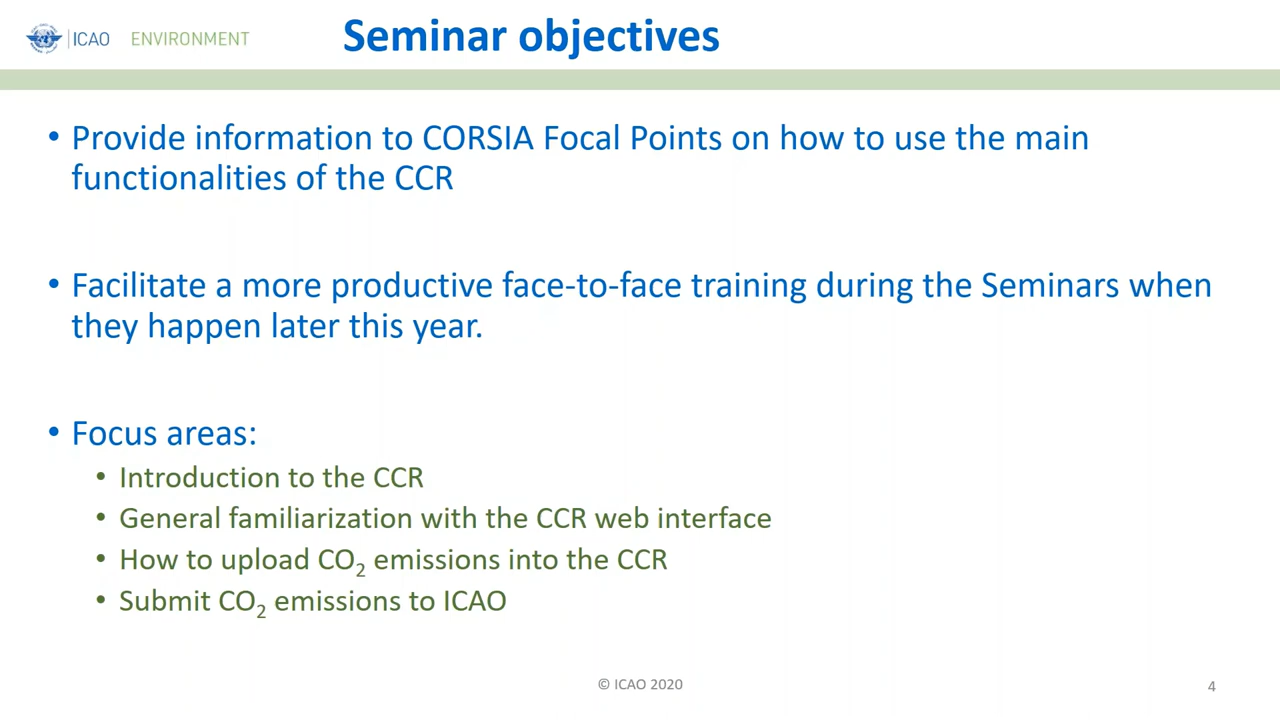 ICAO ENVIRONMENT
Seminar objectives
• Provide information to CORSIA Focal Points on how to use the main
functionalities of the CCR
• Facilitate a more productive face-to-face training during the Seminars when
they happen later this year.
• Focus areas:
• Introduction to the CCR
• General familiarization with the CCR web interface
• How to upload CO₂ emissions into the CCR
• Submit CO₂ emissions to ICAO
© ICAO 2020
4